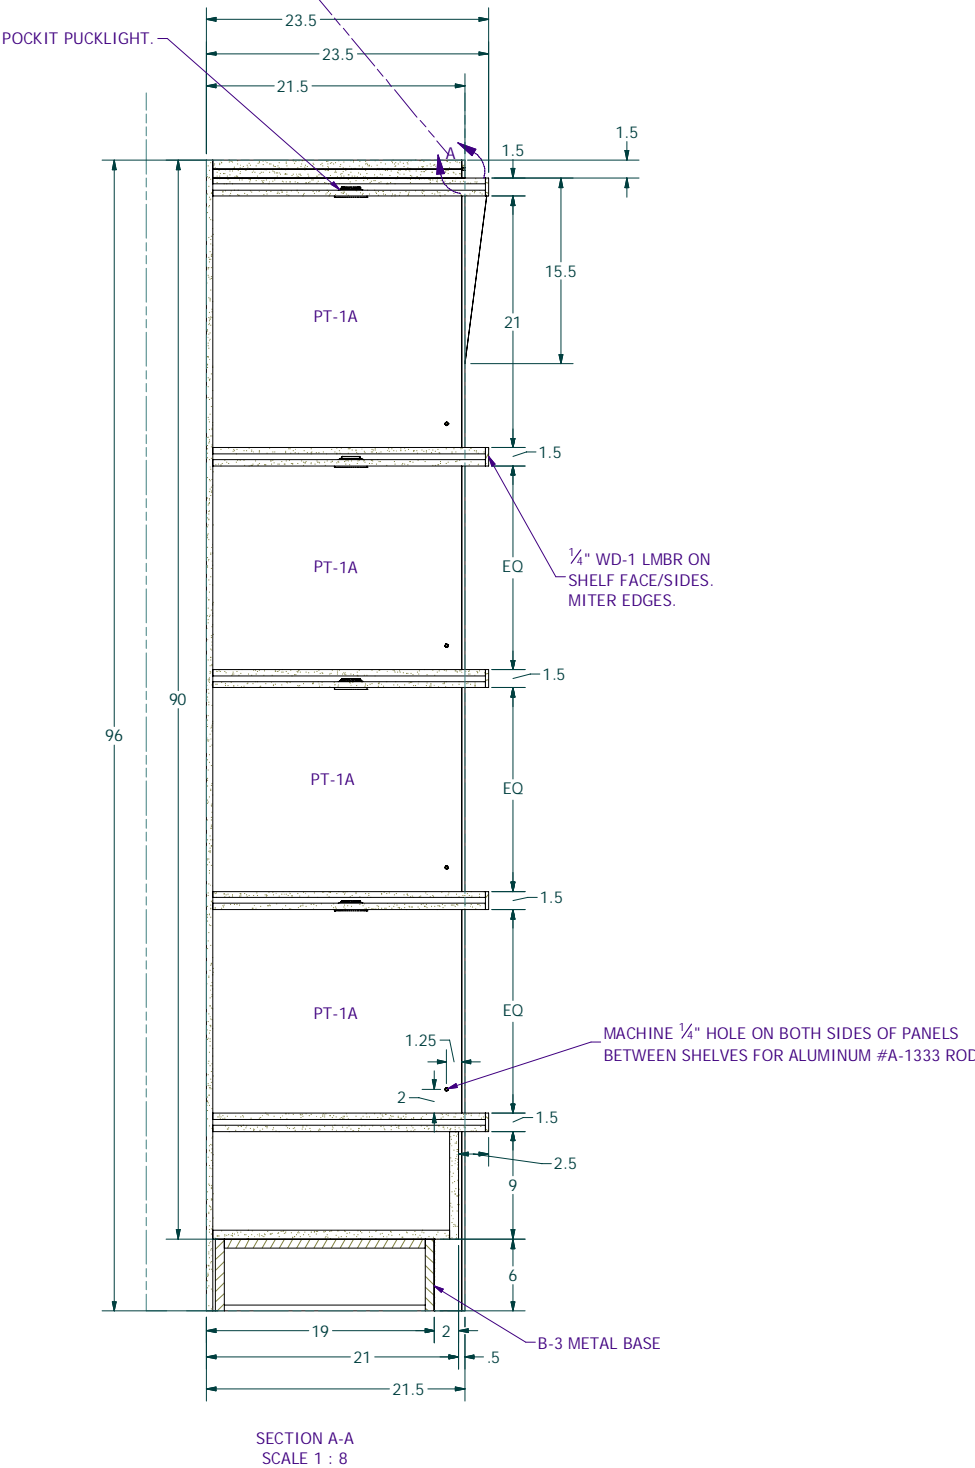 23.5
POCKIT PUCKLIGHT.
23.5
21.5
1.5
1.5
A
15.5
PT-1A
21
1.5
¼" WD-1 LMBR ON
SHELF FACE/SIDES.
MITER EDGES.
PT-1A
EQ
1.5
90
96
PT-1A
EQ
1.5
PT-1A
EQ
MACHINE ¼" HOLE ON BOTH SIDES OF PANELS
BETWEEN SHELVES FOR ALUMINUM #A-1333 ROD
1.25
2
1.5
2.5
9
6
19
2
B-3 METAL BASE
21
.5
21.5
SECTION A-A
SCALE 1 : 8